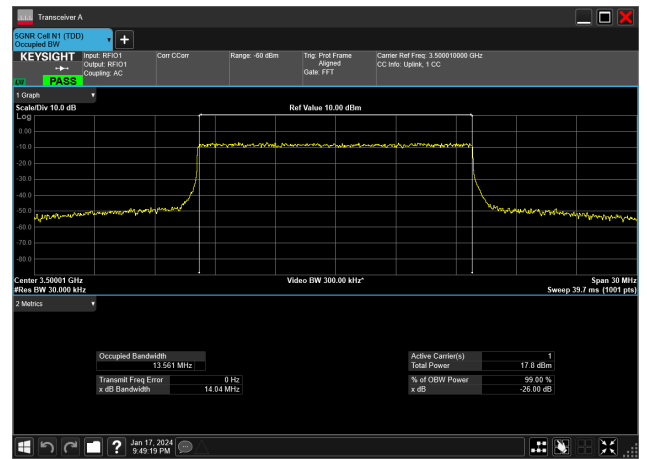 Transceiver A
5GNR Cell N1 (TDD)
Occupied BW
KEYSIGHT
LW PASS
Input: RFIO1
Output: RFIO1
Coupling: AC
Corr CCorr
Range: -60 dBm
Trig: Prot Frame
Aligned
Gate: FFT
Carrier Ref Freq: 3.500010000 GHz
CC Info: Uplink, 1 CC
1 Graph
Scale/Div 10.0 dB
Ref Value 10.00 dBm
Log
0.00
-10.0
-20.0
-30.0
-40.0
-50.0
-60.0
-70.0
-80.0
Center 3.50001 GHz
Video BW 300.00 kHz*
Span 30 MHz
#Res BW 30.000 kHz
Sweep 39.7 ms (1001 pts)
2 Metrics
Occupied Bandwidth
13.561 MHz
Active Carrier(s) 1
Total Power 17.8 dBm
Transmit Freq Error 0 Hz
x dB Bandwidth 14.04 MHz
% of OBW Power 99.00 %
x dB -26.00 dB
Jan 17, 2024
9:49:19 PM